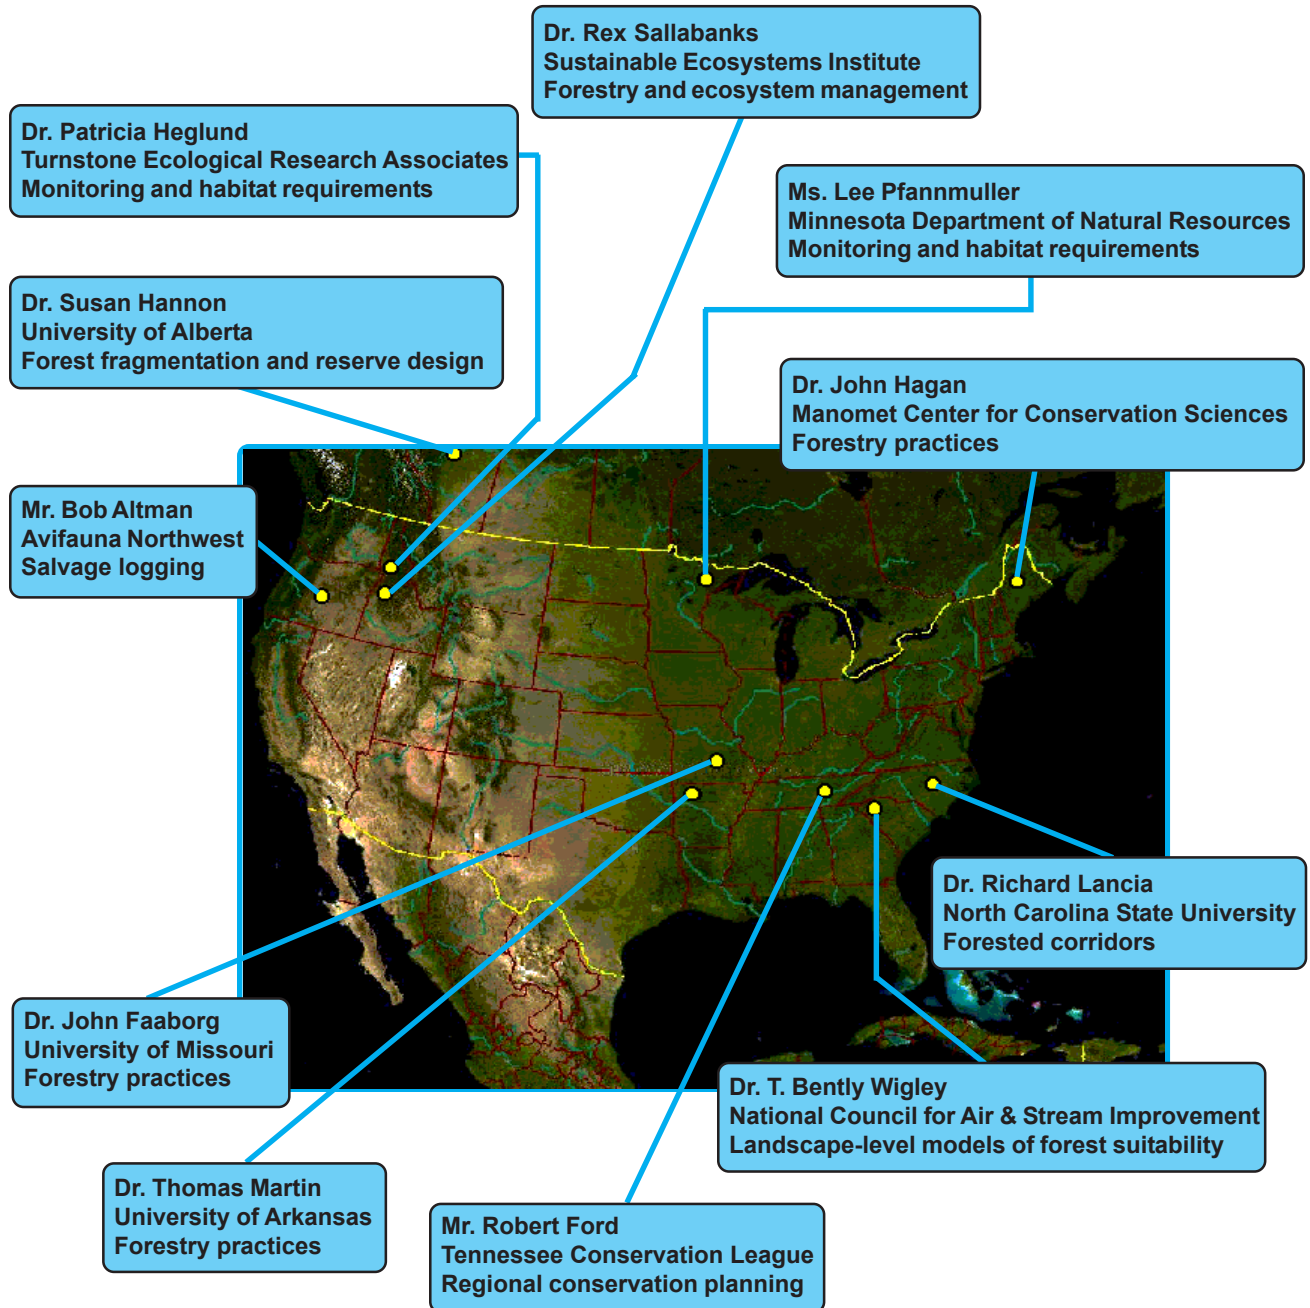 Dr. Rex Sallabanks
Sustainable Ecosystems Institute
Forestry and ecosystem management
Dr. Patricia Heglund
Turnstone Ecological Research Associates
Monitoring and habitat requirements
Ms. Lee Pfannmuller
Minnesota Department of Natural Resources
Monitoring and habitat requirements
Dr. Susan Hannon
University of Alberta
Forest fragmentation and reserve design
Dr. John Hagan
Manomet Center for Conservation Sciences
Forestry practices
Mr. Bob Altman
Avifauna Northwest
Salvage logging
Dr. Richard Lancia
North Carolina State University
Forested corridors
Dr. John Faaborg
University of Missouri
Forestry practices
Dr. T. Bently Wigley
National Council for Air & Stream Improvement
Landscape-level models of forest suitability
Dr. Thomas Martin
University of Arkansas
Forestry practices
Mr. Robert Ford
Tennessee Conservation League
Regional conservation planning